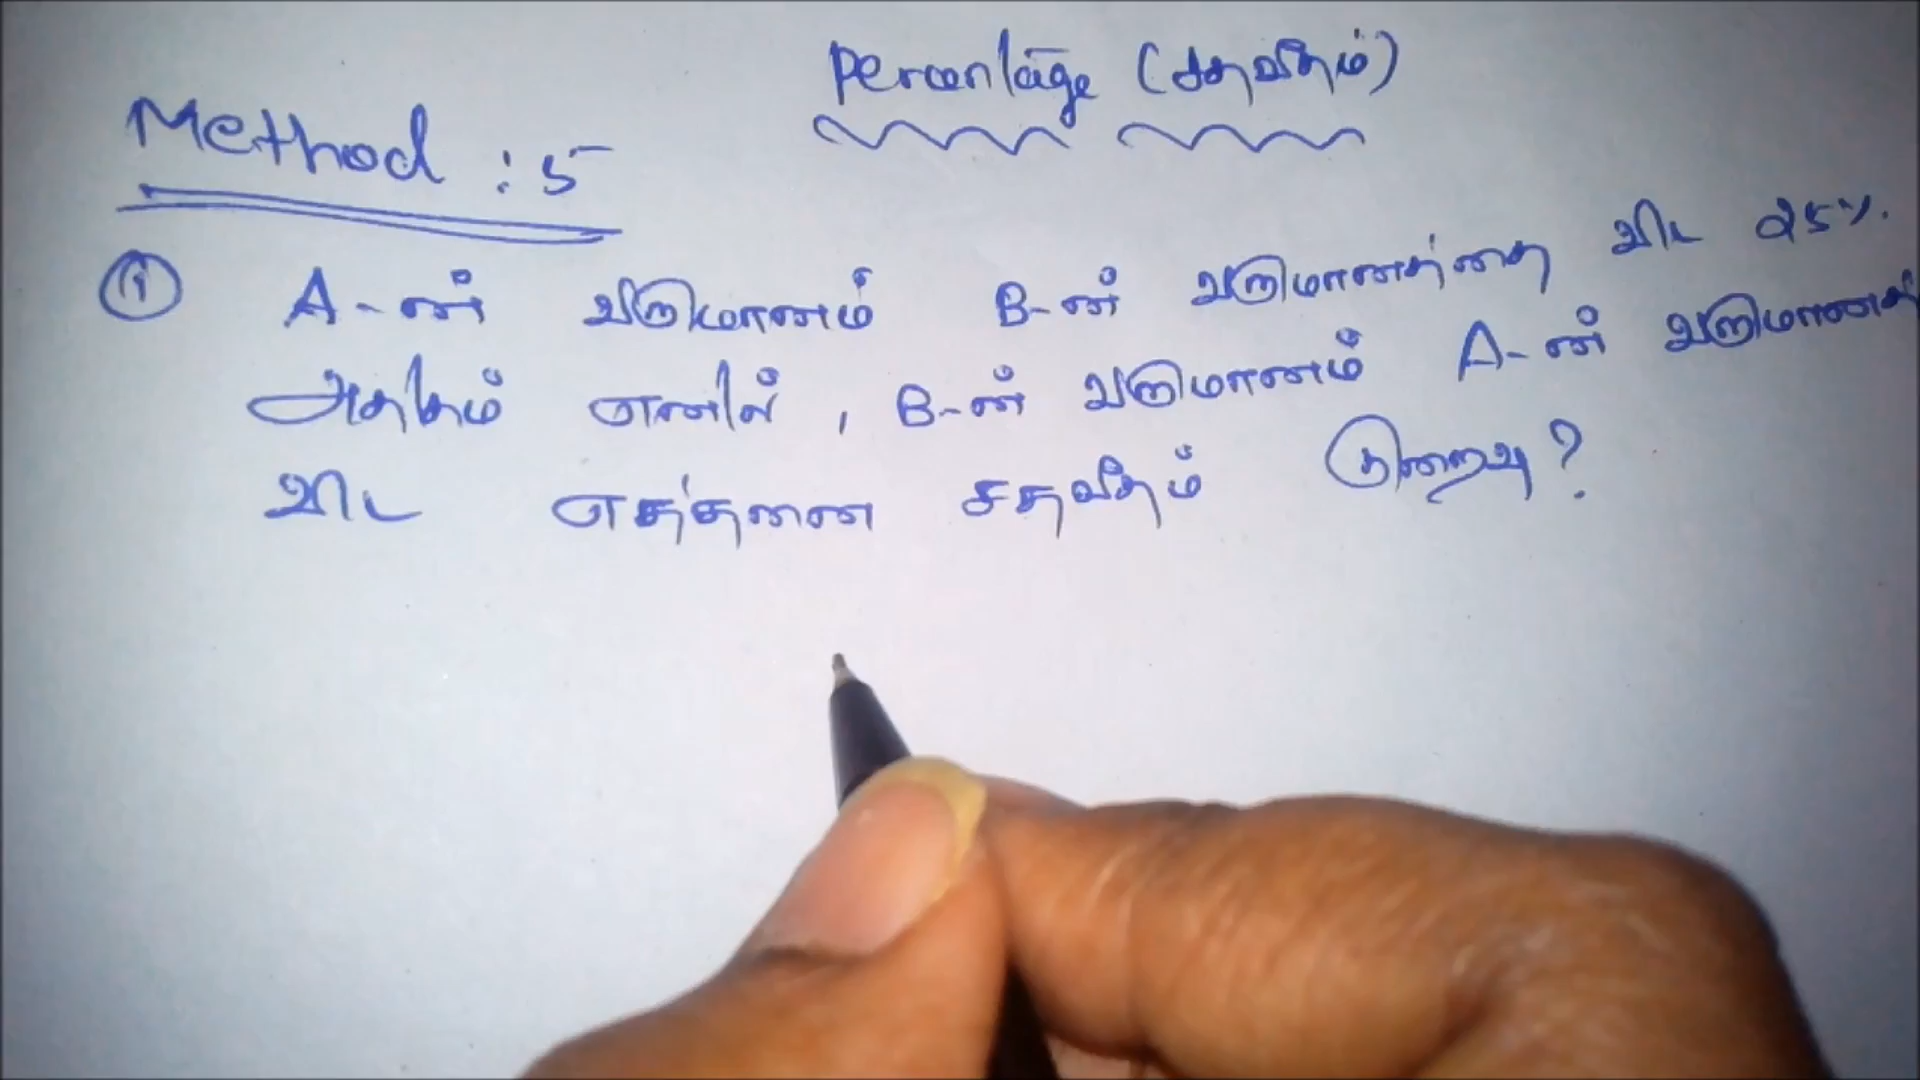 Percentage (சதவீதம்)
Method : 5
① A-ன் வருமானம் B-ன் வருமானத்தை விட 25%
அதிகம் எனில், B-ன் வருமானம் A-ன் வருமானத்
விட எத்தனை சதவீதம் குறைவு?